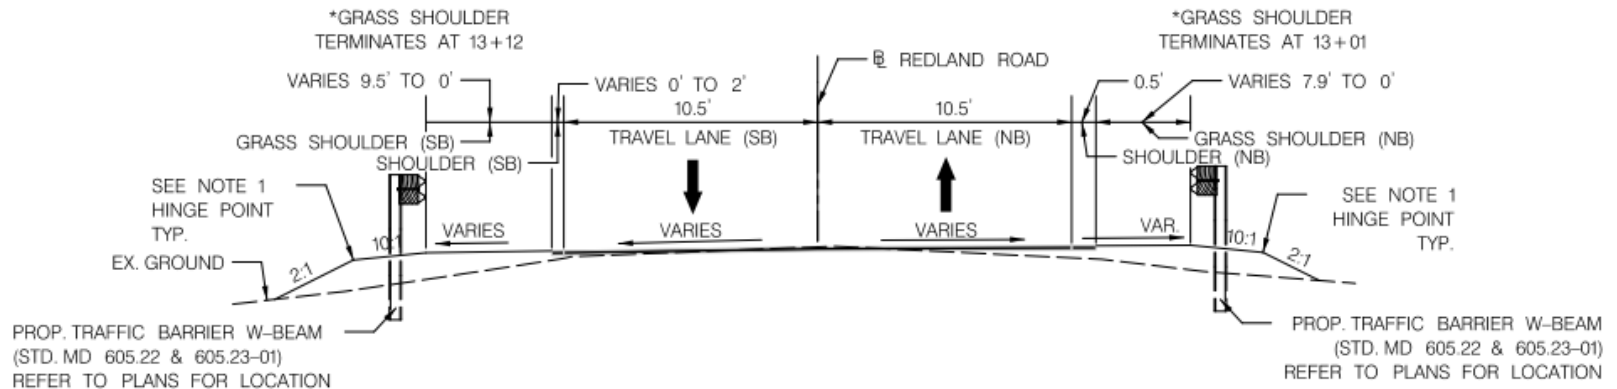 *GRASS SHOULDER
TERMINATES AT 13+12
*GRASS SHOULDER
TERMINATES AT 13+01
VARIES 9.5' TO 0'
VARIES 0' TO 2'
℄ REDLAND ROAD
0.5'
VARIES 7.9' TO 0'
10.5'
10.5'
GRASS SHOULDER (SB)
TRAVEL LANE (SB)
TRAVEL LANE (NB)
GRASS SHOULDER (NB)
SHOULDER (SB)
SHOULDER (NB)
SEE NOTE 1
HINGE POINT
TYP.
SEE NOTE 1
HINGE POINT
TYP.
VARIES
VARIES
VARIES
VAR.
10:1
10:1
EX. GROUND
2:1
2:1
PROP. TRAFFIC BARRIER W-BEAM
(STD. MD 605.22 & 605.23-01)
REFER TO PLANS FOR LOCATION
PROP. TRAFFIC BARRIER W-BEAM
(STD. MD 605.22 & 605.23-01)
REFER TO PLANS FOR LOCATION